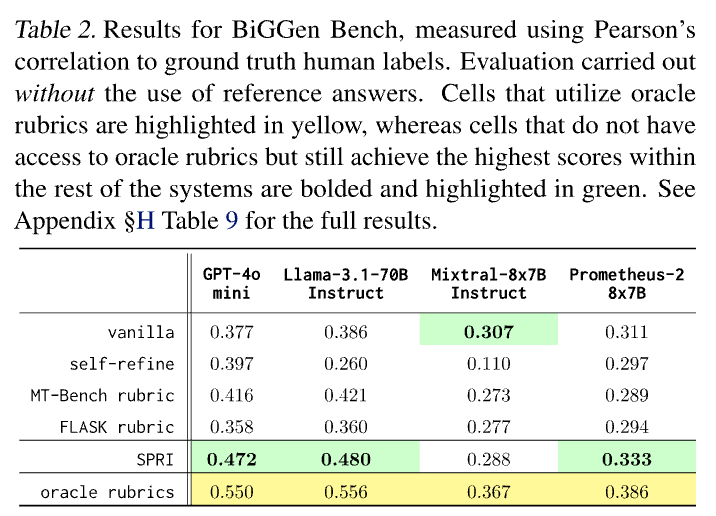 Table 2. Results for BiGGen Bench, measured using Pearson's
correlation to ground truth human labels. Evaluation carried out
without the use of reference answers. Cells that utilize oracle
rubrics are highlighted in yellow, whereas cells that do not have
access to oracle rubrics but still achieve the highest scores within
the rest of the systems are bolded and highlighted in green. See
Appendix §H Table 9 for the full results.
GPT-4o Llama-3.1-70B Mixtral-8x7B Prometheus-2
mini Instruct Instruct 8x7B
vanilla 0.377 0.386 0.307 0.311
self-refine 0.397 0.260 0.110 0.297
MT-Bench rubric 0.416 0.421 0.273 0.289
FLASK rubric 0.358 0.360 0.277 0.294
SPRI 0.472 0.480 0.288 0.333
oracle rubrics 0.550 0.556 0.367 0.386